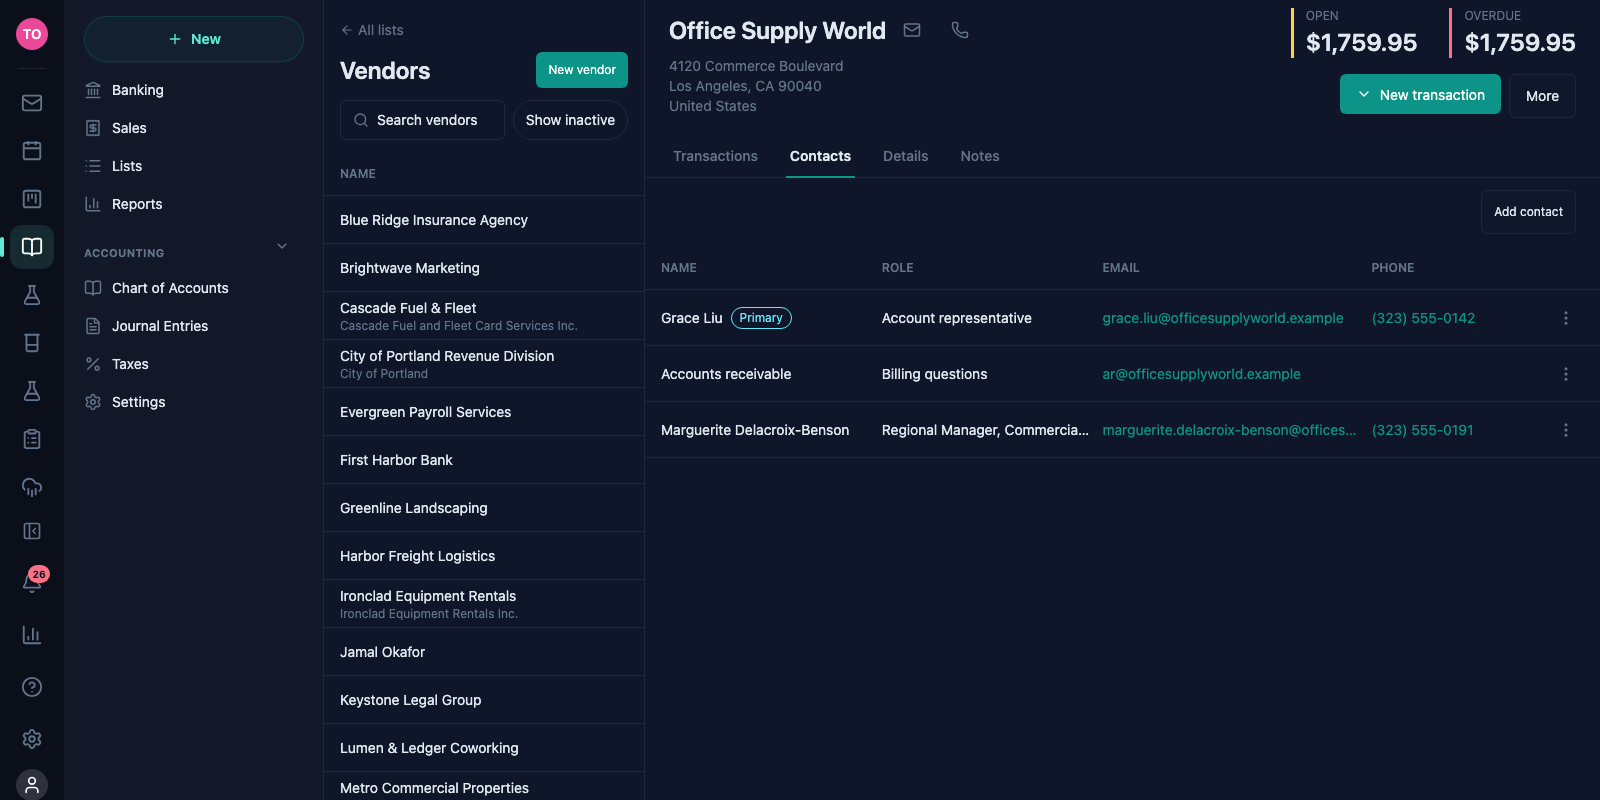 TO
26
New
Banking
Sales
Lists
Reports
ACCOUNTING
Chart of Accounts
Journal Entries
Taxes
Settings
All lists
Vendors
New vendor
Search vendors
Show inactive
NAME
Blue Ridge Insurance Agency
Brightwave Marketing
Cascade Fuel & Fleet
Cascade Fuel and Fleet Card Services Inc.
City of Portland Revenue Division
City of Portland
Evergreen Payroll Services
First Harbor Bank
Greenline Landscaping
Harbor Freight Logistics
Ironclad Equipment Rentals
Ironclad Equipment Rentals Inc.
Jamal Okafor
Keystone Legal Group
Lumen & Ledger Coworking
Metro Commercial Properties
Office Supply World
4120 Commerce Boulevard
Los Angeles, CA 90040
United States
OPEN
$1,759.95
OVERDUE
$1,759.95
New transaction
More
Transactions Contacts Details Notes
Add contact
NAME ROLE EMAIL PHONE
Grace Liu Primary Account representative grace.liu@officesupplyworld.example (323) 555-0142
Accounts receivable Billing questions ar@officesupplyworld.example
Marguerite Delacroix-Benson Regional Manager, Commercia... marguerite.delacroix-benson@offices... (323) 555-0191